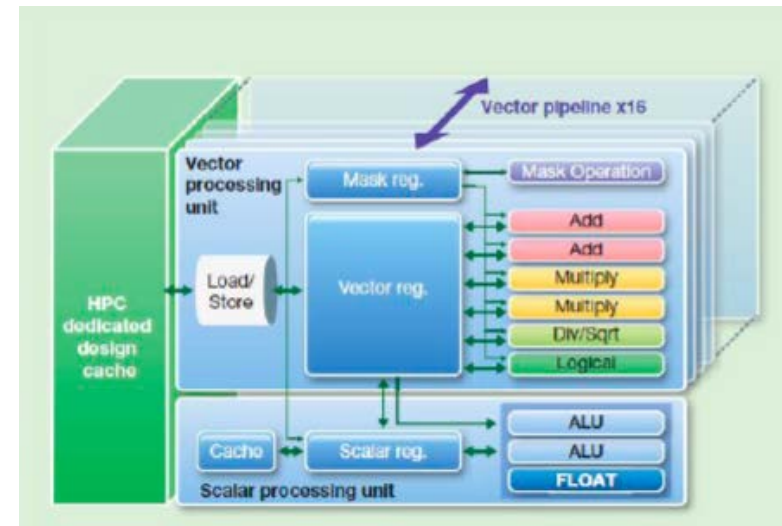 Vector pipeline x16
Vector
processing
unit
Mask reg.
Mask Operation
Add
Add
Multiply
Multiply
Div/Sqrt
Logical
Load/
Store
Vector reg.
HPC
dedicated
design
cache
Cache
Scalar reg.
ALU
ALU
FLOAT
Scalar processing unit